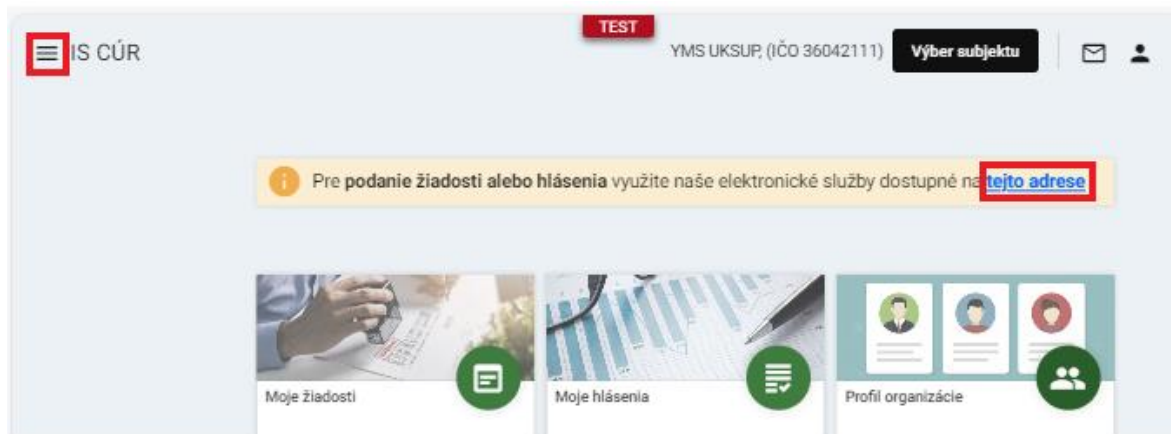 TEST
IS CÚR
YMS UKSUP, (IČO 36042111)
Výber subjektu
Pre podanie žiadosti alebo hlásenia využite naše elektronické služby dostupné na tejto adrese
Moje žiadosti
Moje hlásenia
Profil organizácie